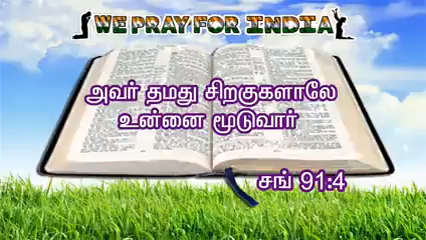 WE PRAY FOR INDIA
அவர் தமது சிறகுகளாலே
உன்னை மூடுவார்
சங் 91:4